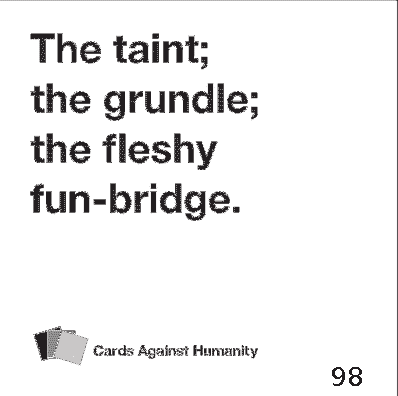 The taint;
the grundle;
the fleshy
fun-bridge.
Cards Against Humanity
98